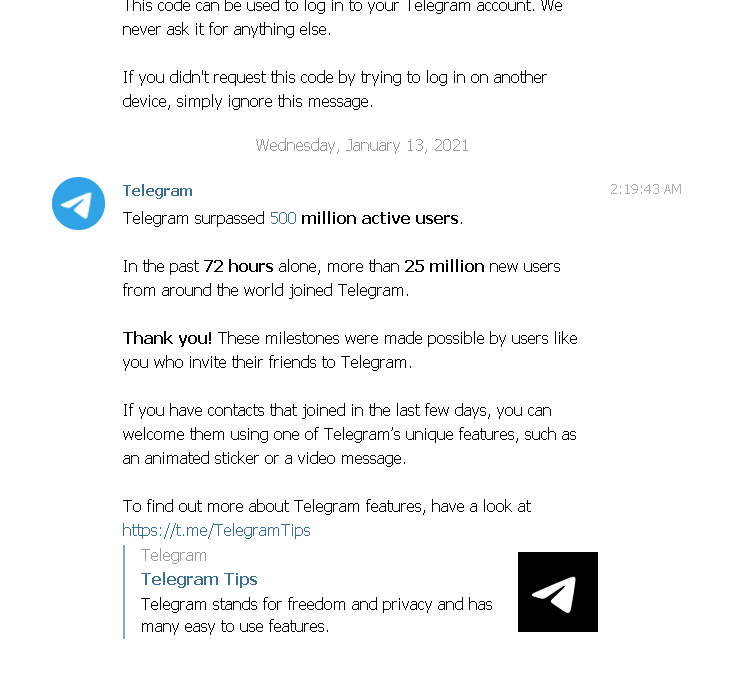 This code can be used to log in to your Telegram account. We
never ask it for anything else.
If you didn't request this code by trying to log in on another
device, simply ignore this message.
Wednesday, January 13, 2021
Telegram 2:19:43 AM
Telegram surpassed 500 million active users.
In the past 72 hours alone, more than 25 million new users
from around the world joined Telegram.
Thank you! These milestones were made possible by users like
you who invite their friends to Telegram.
If you have contacts that joined in the last few days, you can
welcome them using one of Telegram’s unique features, such as
an animated sticker or a video message.
To find out more about Telegram features, have a look at
https://t.me/TelegramTips
Telegram
Telegram Tips
Telegram stands for freedom and privacy and has
many easy to use features.